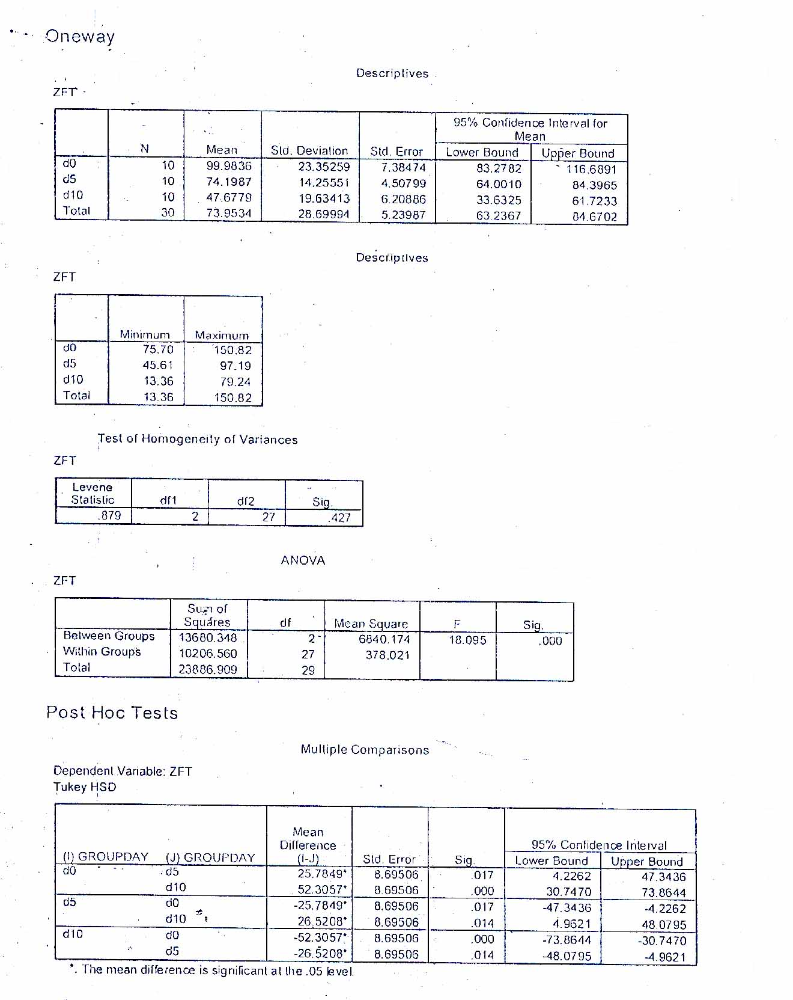 Oneway
Descriptives
ZFT
95% Confidence Interval for
Mean
N Mean Std. Deviation Std. Error Lower Bound Upper Bound
d0 10 99.9836 23.35259 7.38474 83.2782 116.6891
d5 10 74.1987 14.25551 4.50799 64.0010 84.3965
d10 10 47.6779 19.63413 6.20886 33.6325 61.7233
Total 30 73.9534 28.69994 5.23987 63.2367 84.6702
Descriptives
ZFT
Minimum Maximum
d0 75.70 150.82
d5 45.61 97.19
d10 13.36 79.24
Total 13.36 150.82
Test of Homogeneity of Variances
ZFT
Levene
Statistic df1 df2 Sig.
.879 2 27 .427
ANOVA
ZFT
Sum of
Squares df Mean Square F Sig.
Between Groups 13680.348 2 6840.174 18.095 .000
Within Groups 10206.560 27 378.021
Total 23886.909 29
Post Hoc Tests
Multiple Comparisons
Dependent Variable: ZFT
Tukey HSD
Mean
Difference 95% Confidence Interval
(I) GROUPDAY (J) GROUPDAY (I-J) Std. Error Sig. Lower Bound Upper Bound
d0 d5 25.7849* 8.69506 .017 4.2262 47.3436
d10 52.3057* 8.69506 .000 30.7470 73.8644
d5 d0 -25.7849* 8.69506 .017 -47.3436 -4.2262
d10 26.5208* 8.69506 .014 4.9621 48.0795
d10 d0 -52.3057* 8.69506 .000 -73.8644 -30.7470
d5 -26.5208* 8.69506 .014 -48.0795 -4.9621
*. The mean difference is significant at the .05 level.